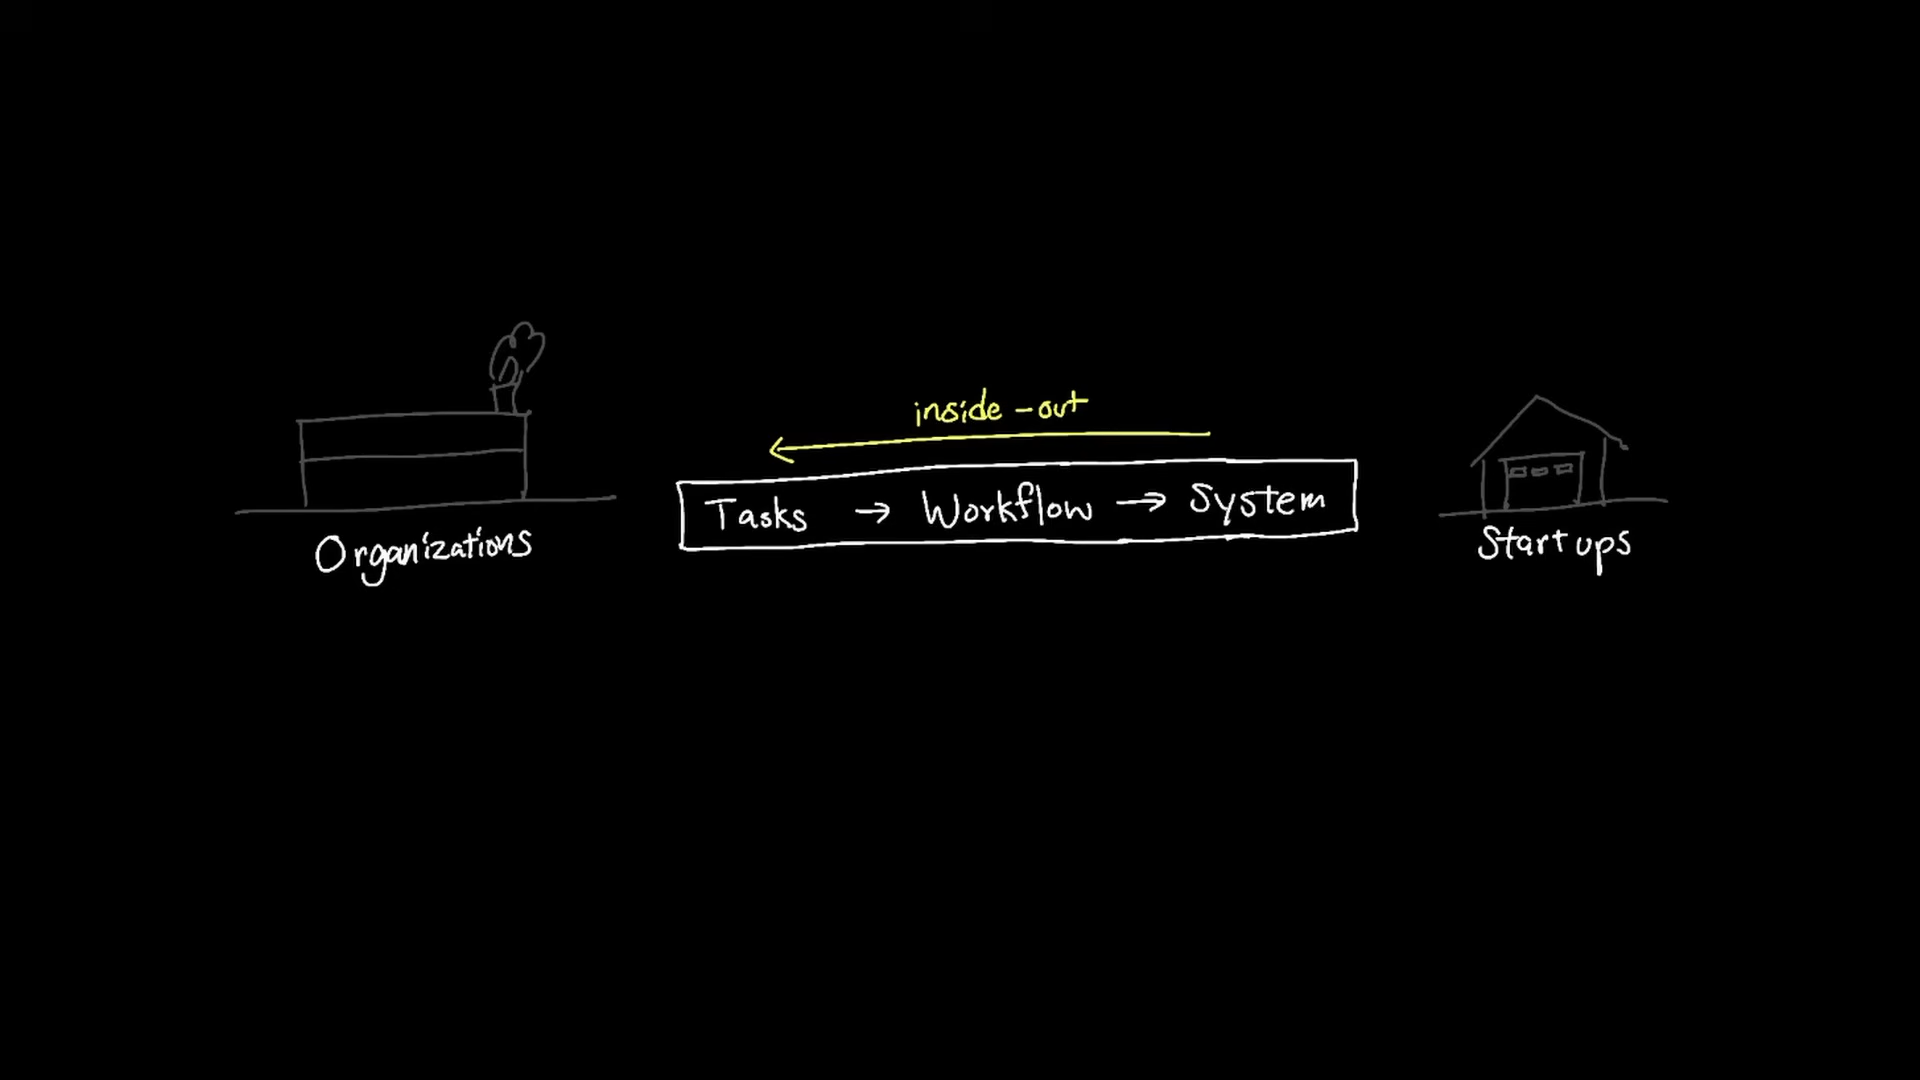 inside-out
Tasks → Workflow → System
Organizations
Startups